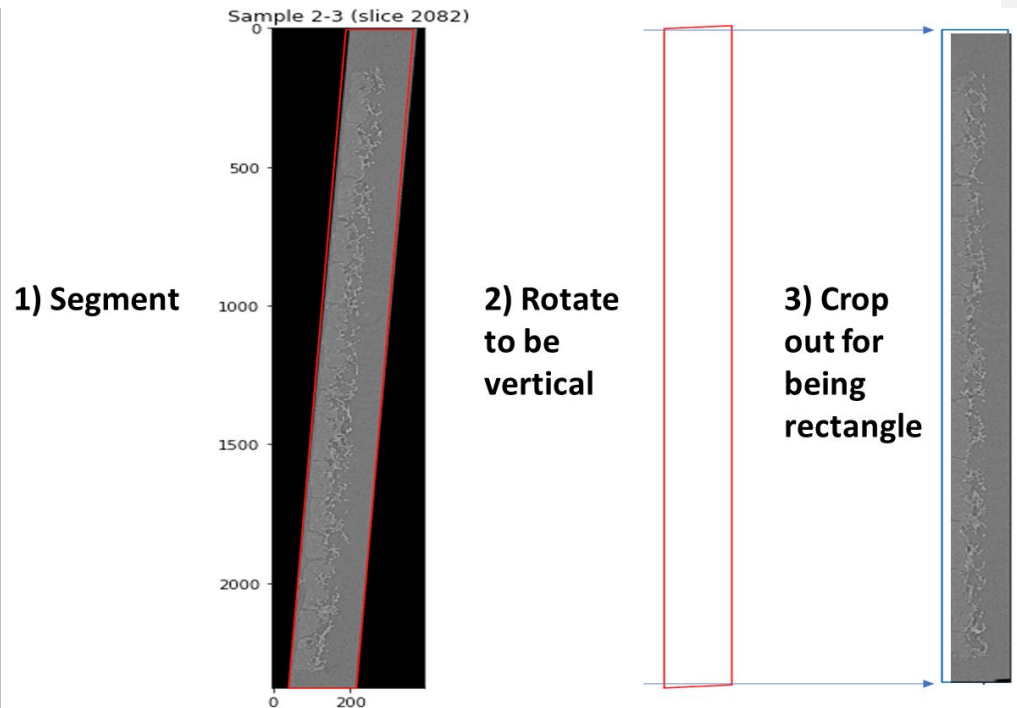 Sample 2-3 (slice 2082)
0
500
1000
1500
2000
0 200
1) Segment
2) Rotate
to be
vertical
3) Crop
out for
being
rectangle